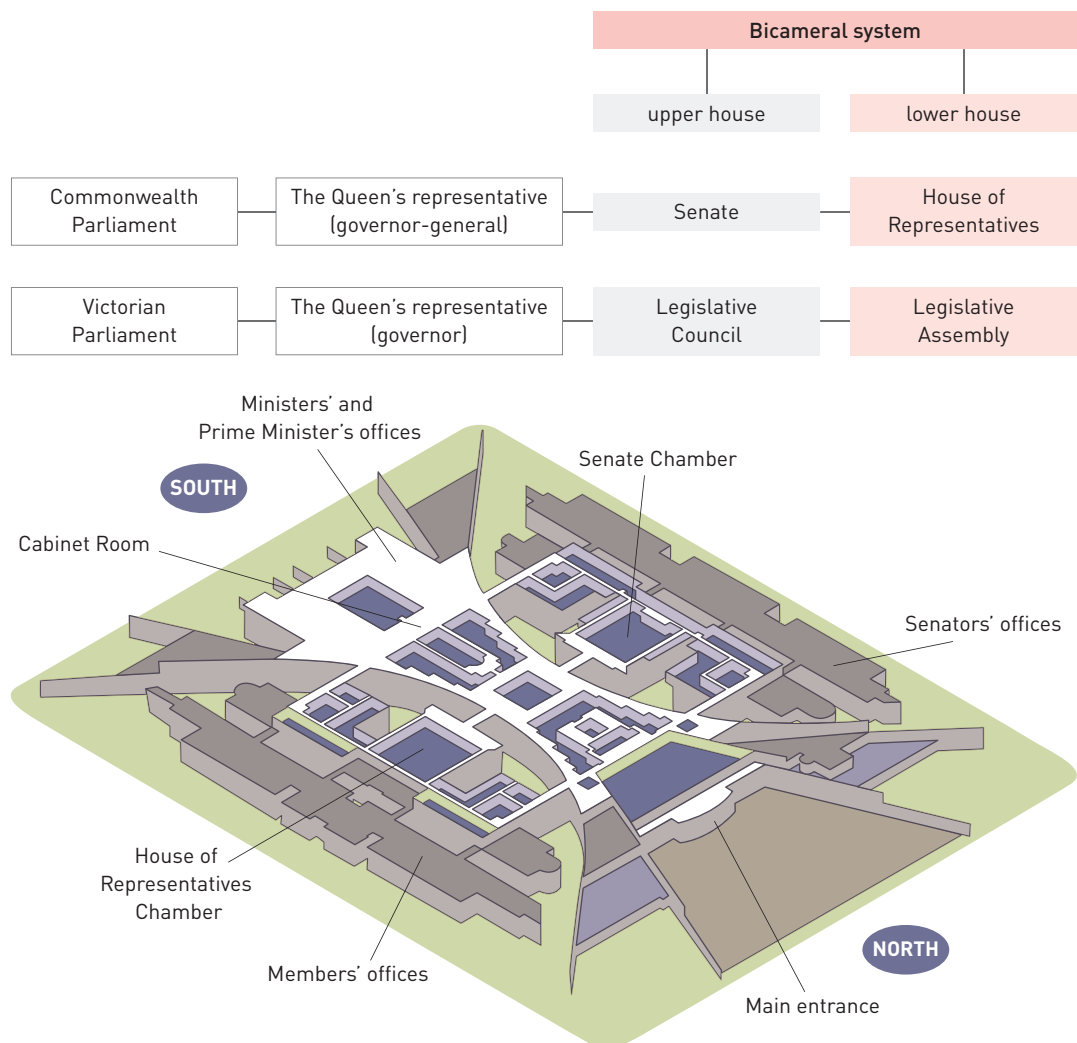 Bicameral system
upper house
lower house
Commonwealth
Parliament
The Queen’s representative
(governor-general)
Senate
House of
Representatives
Victorian
Parliament
The Queen’s representative
(governor)
Legislative
Council
Legislative
Assembly
Ministers’ and
Prime Minister’s offices
Senate Chamber
SOUTH
Cabinet Room
Senators’ offices
House of
Representatives
Chamber
NORTH
Members’ offices
Main entrance